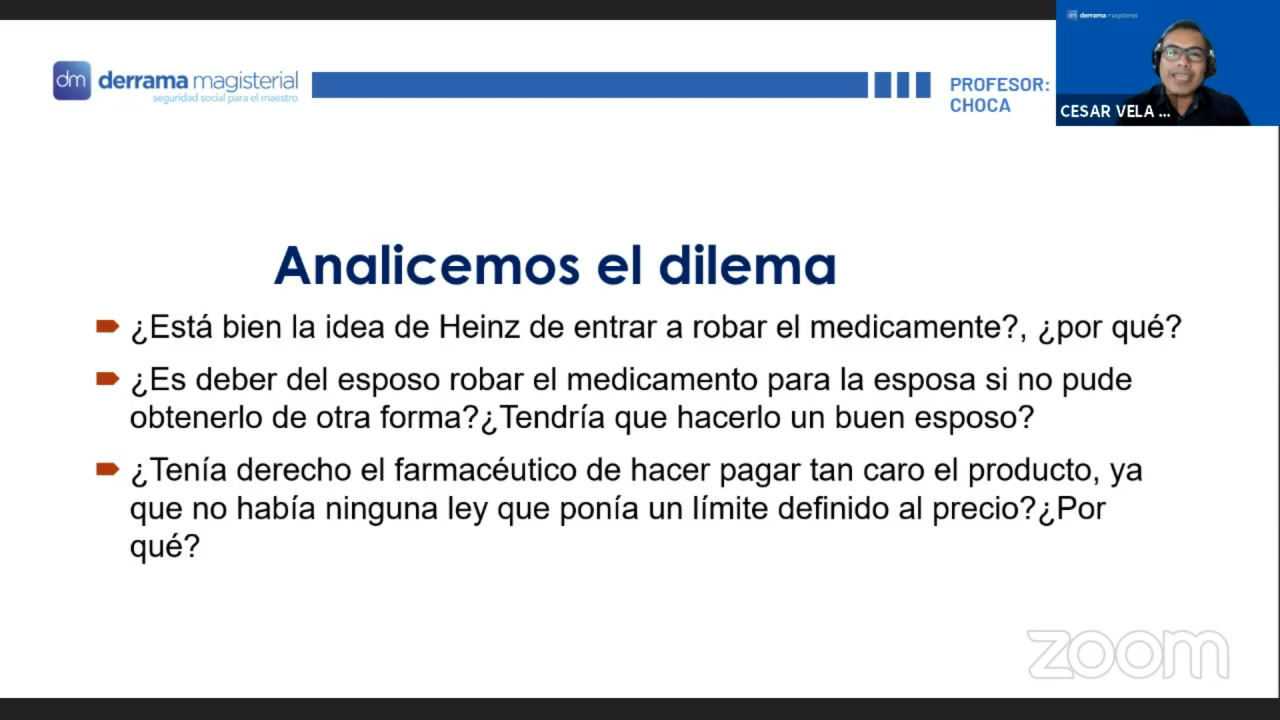 dm derrama magisterial
seguridad social para el maestro
PROFESOR:
CHOCA
dm derrama magisterial
CESAR VELA ...
Analicemos el dilema
¿Está bien la idea de Heinz de entrar a robar el medicamente?, ¿por qué?
¿Es deber del esposo robar el medicamento para la esposa si no pude
obtenerlo de otra forma?¿Tendría que hacerlo un buen esposo?
¿Tenía derecho el farmacéutico de hacer pagar tan caro el producto, ya
que no había ninguna ley que ponía un límite definido al precio?¿Por
qué?
zoom